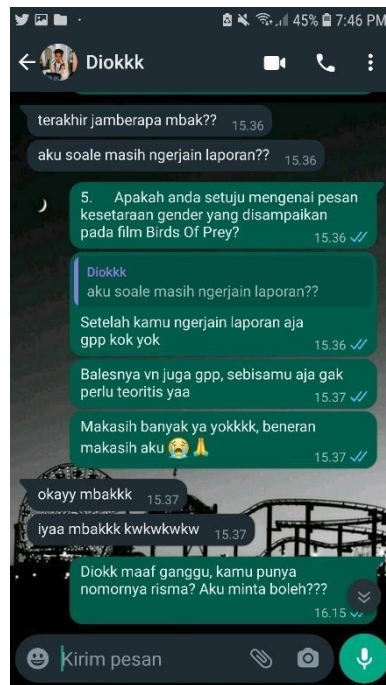 45% 7:46 PM
Diokkk
terakhir jamberapa mbak?? 15.36
aku soale masih ngerjain laporan?? 15.36
5. Apakah anda setuju mengenai pesan
kesetaraan gender yang disampaikan
pada film Birds Of Prey?
15.36
Diokkk
aku soale masih ngerjain laporan??
Setelah kamu ngerjain laporan aja
gpp kok yok
15.36
Balesnya vn juga gpp, sebisamu aja gak
perlu teoritis yaa
15.37
Makasih banyak ya yokkkk, beneran
makasih aku 😭🙏
15.37
okayy mbakkk 15.37
iyaa mbakkk kwkwkwkw 15.37
Diokk maaf ganggu, kamu punya
nomornya risma? Aku minta boleh???
16.15
Kirim pesan